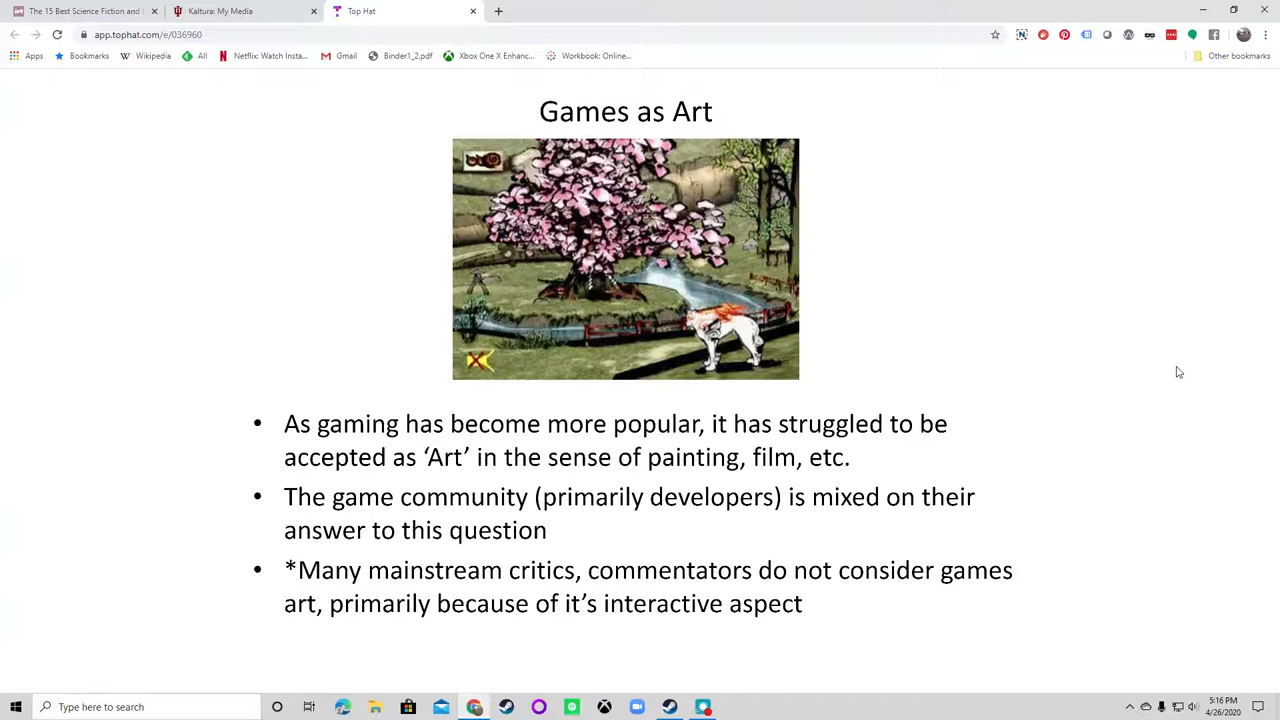 The 15 Best Science Fiction and
Kaltura: My Media
Top Hat
app.tophat.com/e/036960
Apps
Bookmarks
Wikipedia
All
Netflix: Watch Insta...
Gmail
Binder1_2.pdf
Xbox One X Enhanc...
Workbook: Online...
Other bookmarks
Games as Art
• As gaming has become more popular, it has struggled to be
accepted as ‘Art’ in the sense of painting, film, etc.
• The game community (primarily developers) is mixed on their
answer to this question
• *Many mainstream critics, commentators do not consider games
art, primarily because of it’s interactive aspect
Type here to search
5:16 PM
4/26/2020